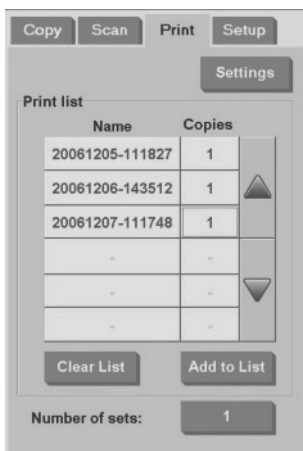 Copy Scan Print Setup
Settings
Print list
Name Copies
20061205-111827 1
20061206-143512 1
20061207-111748 1
- -
- -
- -
Clear List Add to List
Number of sets: 1